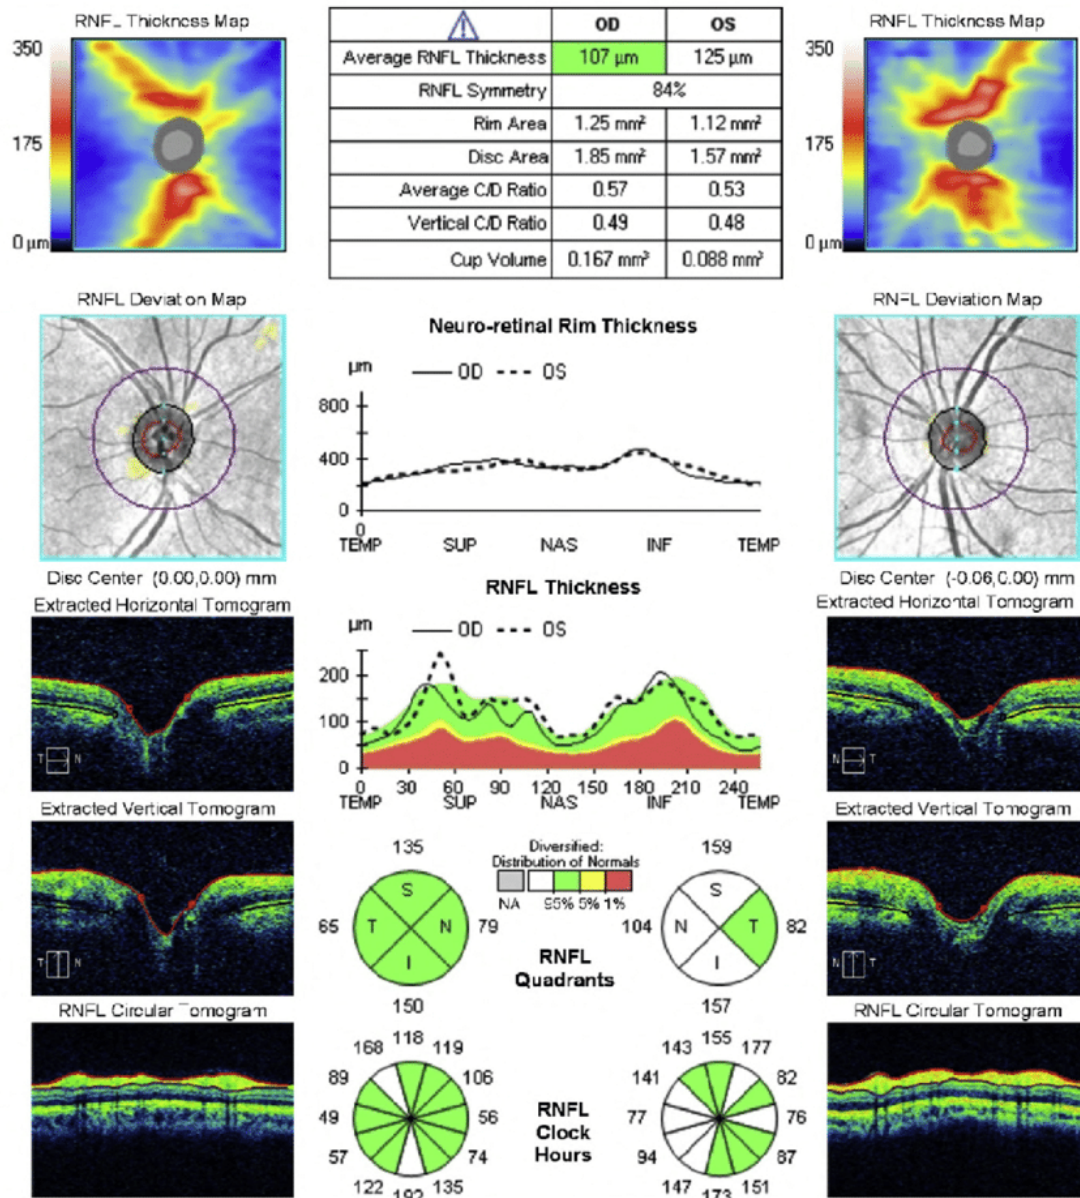 RNFL Thickness Map
350
175
0 µm
OD OS
Average RNFL Thickness 107 µm 125 µm
RNFL Symmetry 84%
Rim Area 1.25 mm² 1.12 mm²
Disc Area 1.85 mm² 1.57 mm²
Average C/D Ratio 0.57 0.53
Vertical C/D Ratio 0.49 0.48
Cup Volume 0.167 mm³ 0.088 mm³
RNFL Thickness Map
350
175
0 µm
RNFL Deviation Map
Disc Center (0.00,0.00) mm
Extracted Horizontal Tomogram
T N
Extracted Vertical Tomogram
T N
RNFL Circular Tomogram
Neuro-retinal Rim Thickness
µm OD OS
800
400
0
0
TEMP SUP NAS INF TEMP
RNFL Thickness
µm OD OS
200
100
0
0 30 60 90 120 150 180 210 240
TEMP SUP NAS INF TEMP
Diversified:
Distribution of Normals
NA 95% 5% 1%
135
S
65 T N 79
I
150
RNFL
Quadrants
159
S
104 N T 82
I
157
118
168 119
89 106
49 56
57 74
122 135
192
RNFL
Clock
Hours
155
143 177
141 82
77 76
94 87
147 151
173
RNFL Deviation Map
Disc Center (-0.06,0.00) mm
Extracted Horizontal Tomogram
N T
Extracted Vertical Tomogram
N T
RNFL Circular Tomogram